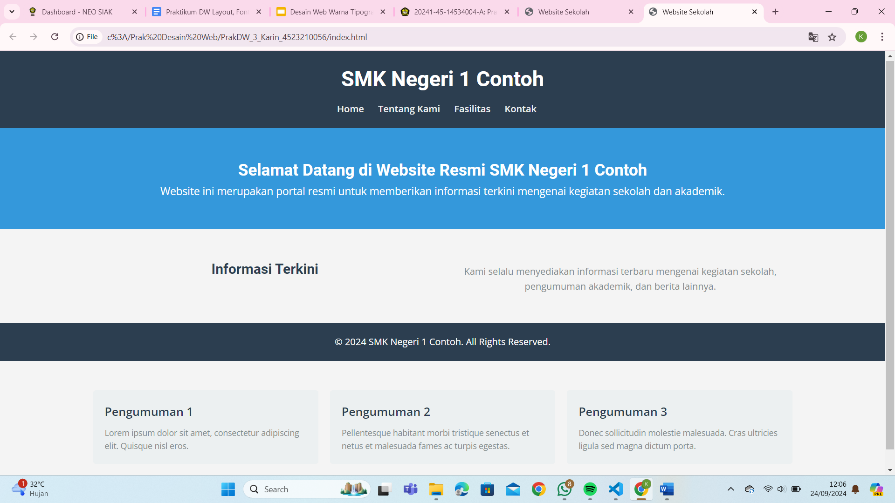 Dashboard - NEO SIAK
Praktikum DW Layout, Fon
Desain Web Warna Tipogr
20241-45-14534004-A: Pra
Website Sekolah
Website Sekolah
File
c%3A/Prak%20Desain%20Web/PrakDW_3_Karin_4523210056/index.html
K
SMK Negeri 1 Contoh
Home Tentang Kami Fasilitas Kontak
Selamat Datang di Website Resmi SMK Negeri 1 Contoh
Website ini merupakan portal resmi untuk memberikan informasi terkini mengenai kegiatan sekolah dan akademik.
Informasi Terkini
Kami selalu menyediakan informasi terbaru mengenai kegiatan sekolah,
pengumuman akademik, dan berita lainnya.
© 2024 SMK Negeri 1 Contoh. All Rights Reserved.
Pengumuman 1
Lorem ipsum dolor sit amet, consectetur adipiscing
elit. Quisque nisl eros.
Pengumuman 2
Pellentesque habitant morbi tristique senectus et
netus et malesuada fames ac turpis egestas.
Pengumuman 3
Donec sollicitudin molestie malesuada. Cras ultricies
ligula sed magna dictum porta.
1
32°C
Hujan
Search
8
12:06
24/09/2024